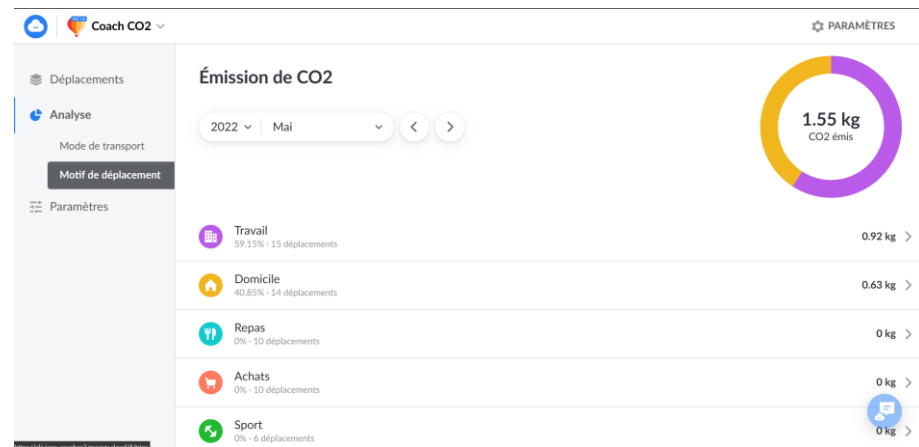 BETA
Coach CO2
PARAMÈTRES
Déplacements
Analyse
Mode de transport
Motif de déplacement
Paramètres
Émission de CO2
2022
Mai
1.55 kg
CO2 émis
Travail
59.15% · 15 déplacements
0.92 kg
Domicile
40.85% · 14 déplacements
0.63 kg
Repas
0% · 10 déplacements
0 kg
Achats
0% · 10 déplacements
0 kg
Sport
0% · 6 déplacements
0 kg